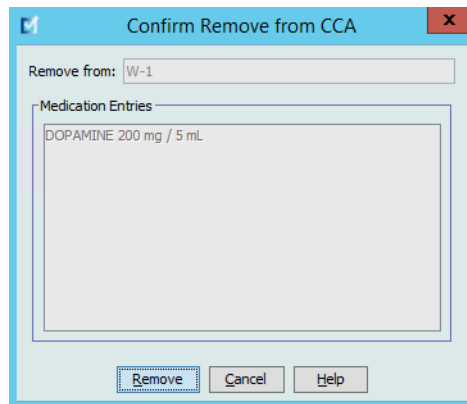 Confirm Remove from CCA
Remove from: W-1
Medication Entries
DOPAMINE 200 mg / 5 mL
Remove Cancel Help